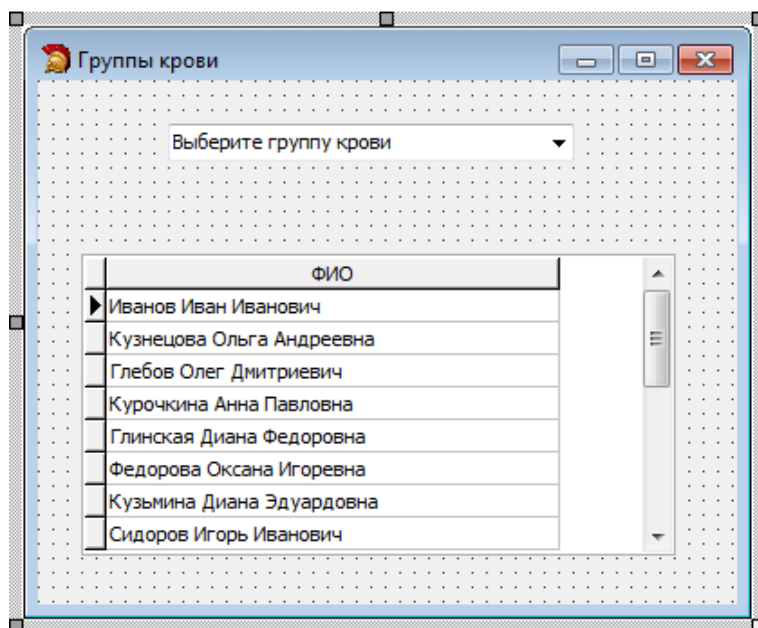 Группы крови
Выберите группу крови
ФИО
Иванов Иван Иванович
Кузнецова Ольга Андреевна
Глебов Олег Дмитриевич
Курочкина Анна Павловна
Глинская Диана Федоровна
Федорова Оксана Игоревна
Кузьмина Диана Эдуардовна
Сидоров Игорь Иванович